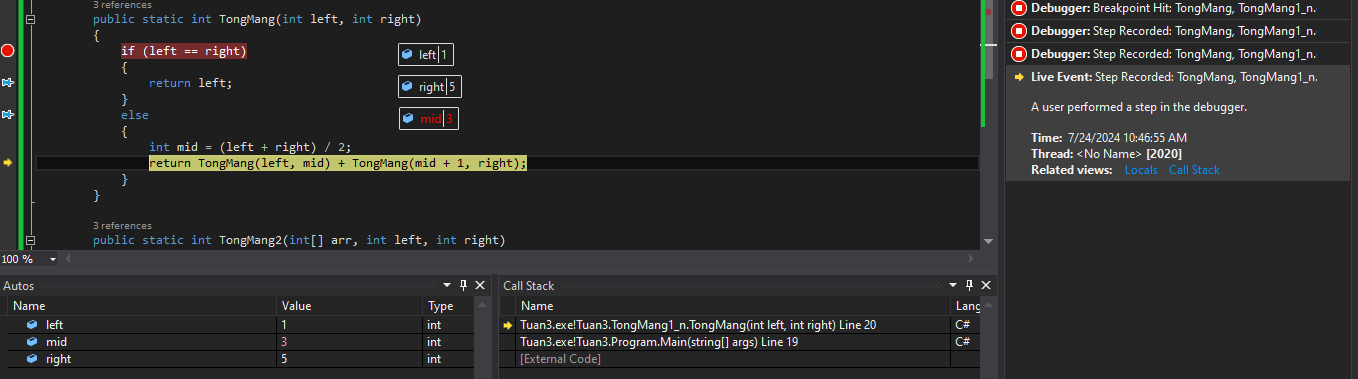 3 references
public static int TongMang(int left, int right)
{
if (left == right)
left 1
{
return left;
right 5
}
else
mid 3
{
int mid = (left + right) / 2;
return TongMang(left, mid) + TongMang(mid + 1, right);
}
}
3 references
public static int TongMang2(int[] arr, int left, int right)
100 %
Debugger: Breakpoint Hit: TongMang, TongMang1_n.
Debugger: Step Recorded: TongMang, TongMang1_n.
Debugger: Step Recorded: TongMang, TongMang1_n.
Live Event: Step Recorded: TongMang, TongMang1_n.
A user performed a step in the debugger.
Time: 7/24/2024 10:46:55 AM
Thread: <No Name> [2020]
Related views: Locals Call Stack
Autos
Name Value Type
left 1 int
mid 3 int
right 5 int
Call Stack
Name Lang
Tuan3.exe!Tuan3.TongMang1_n.TongMang(int left, int right) Line 20 C#
Tuan3.exe!Tuan3.Program.Main(string[] args) Line 19 C#
[External Code]